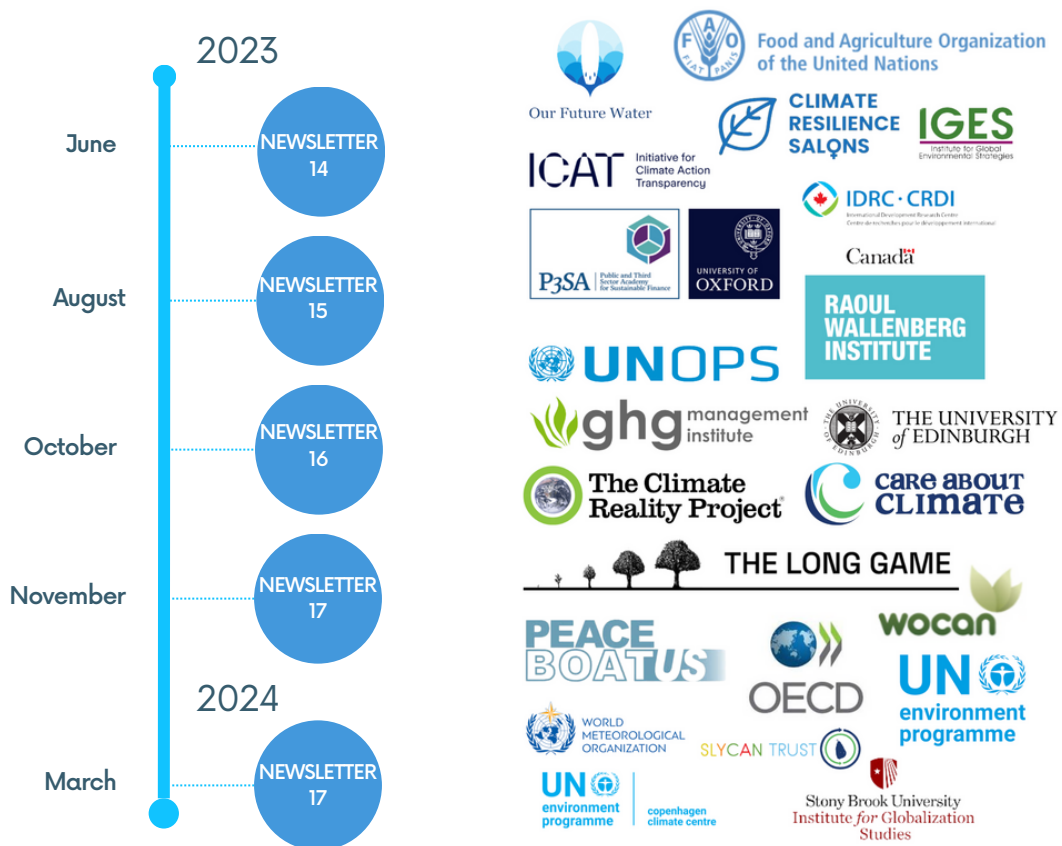 2023
June
NEWSLETTER
14
August
NEWSLETTER
15
October
NEWSLETTER
16
November
NEWSLETTER
17
2024
March
NEWSLETTER
17
Our Future Water
FAO
FIAT PANIS
Food and Agriculture Organization
of the United Nations
CLIMATE
RESILIENCE
SALONS
IGES
Institute for Global
Environmental Strategies
ICAT
Initiative for
Climate Action
Transparency
IDRC · CRDI
International Development Research Centre
Centre de recherches pour le développement international
Canada
P3SA
Public and Third
Sector Academy
for Sustainable Finance
UNIVERSITY OF
OXFORD
RAOUL
WALLENBERG
INSTITUTE
UNOPS
ghg management
institute
THE UNIVERSITY OF EDINBURGH
THE UNIVERSITY
of EDINBURGH
The Climate
Reality Project®
CARE ABOUT
CLIMATE
THE LONG GAME
wocan
PEACE
BOAT US
OECD
UN
environment
programme
WORLD
METEOROLOGICAL
ORGANIZATION
SLYCAN TRUST
UN
environment
programme
copenhagen
climate centre
Stony Brook University
Institute for Globalization
Studies